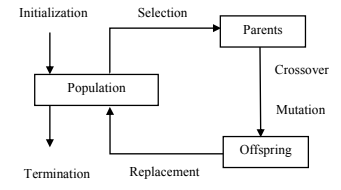 Initialization
Selection
Parents
Crossover
Population
Mutation
Offspring
Termination
Replacement